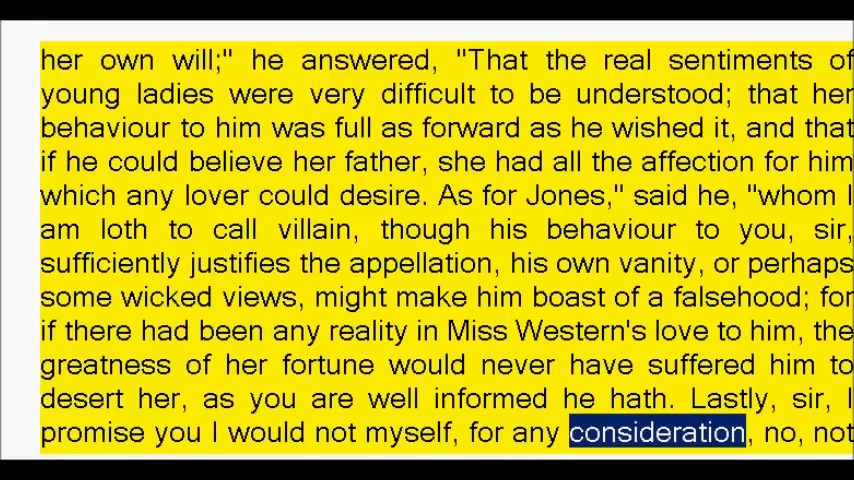 her own will;" he answered, "That the real sentiments of
young ladies were very difficult to be understood; that her
behaviour to him was full as forward as he wished it, and that
if he could believe her father, she had all the affection for him
which any lover could desire. As for Jones," said he, "whom I
am loth to call villain, though his behaviour to you, sir,
sufficiently justifies the appellation, his own vanity, or perhaps
some wicked views, might make him boast of a falsehood; for
if there had been any reality in Miss Western's love to him, the
greatness of her fortune would never have suffered him to
desert her, as you are well informed he hath. Lastly, sir, I
promise you I would not myself, for any consideration, no, not